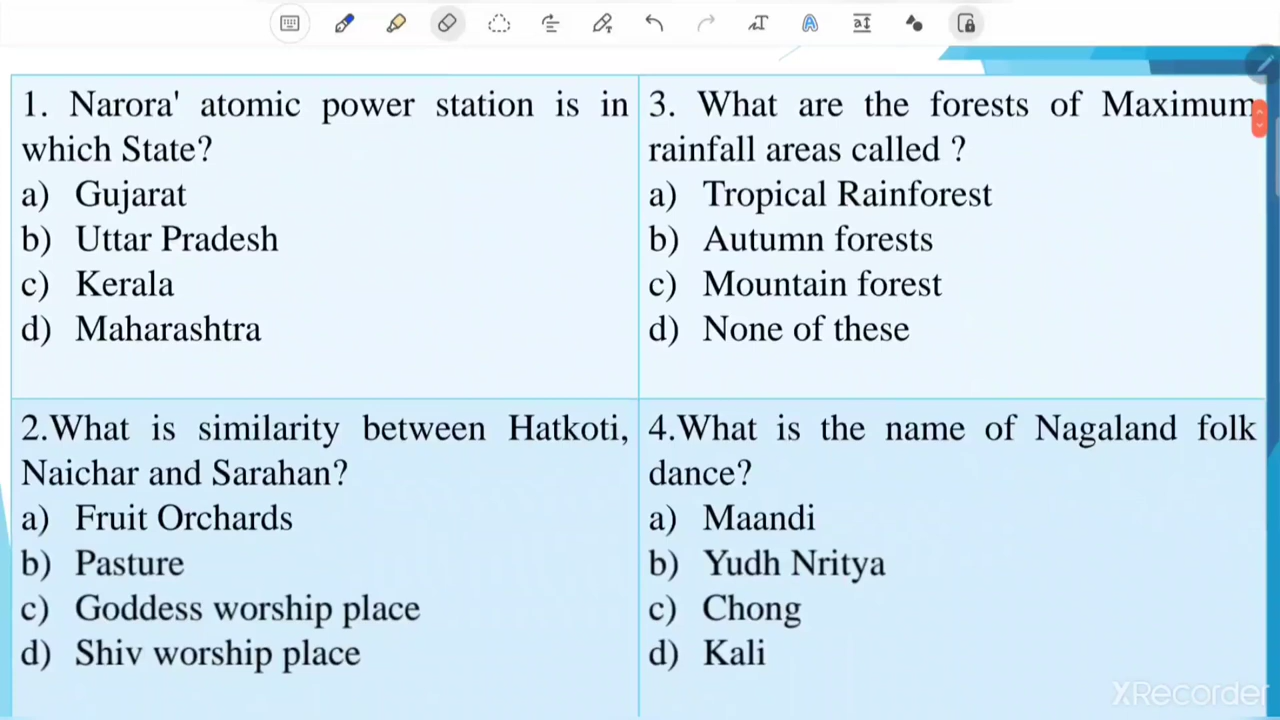 1. Narora' atomic power station is in
which State?
a) Gujarat
b) Uttar Pradesh
c) Kerala
d) Maharashtra
2.What is similarity between Hatkoti,
Naichar and Sarahan?
a) Fruit Orchards
b) Pasture
c) Goddess worship place
d) Shiv worship place
3. What are the forests of Maximum
rainfall areas called ?
a) Tropical Rainforest
b) Autumn forests
c) Mountain forest
d) None of these
4.What is the name of Nagaland folk
dance?
a) Maandi
b) Yudh Nritya
c) Chong
d) Kali
XRecorder